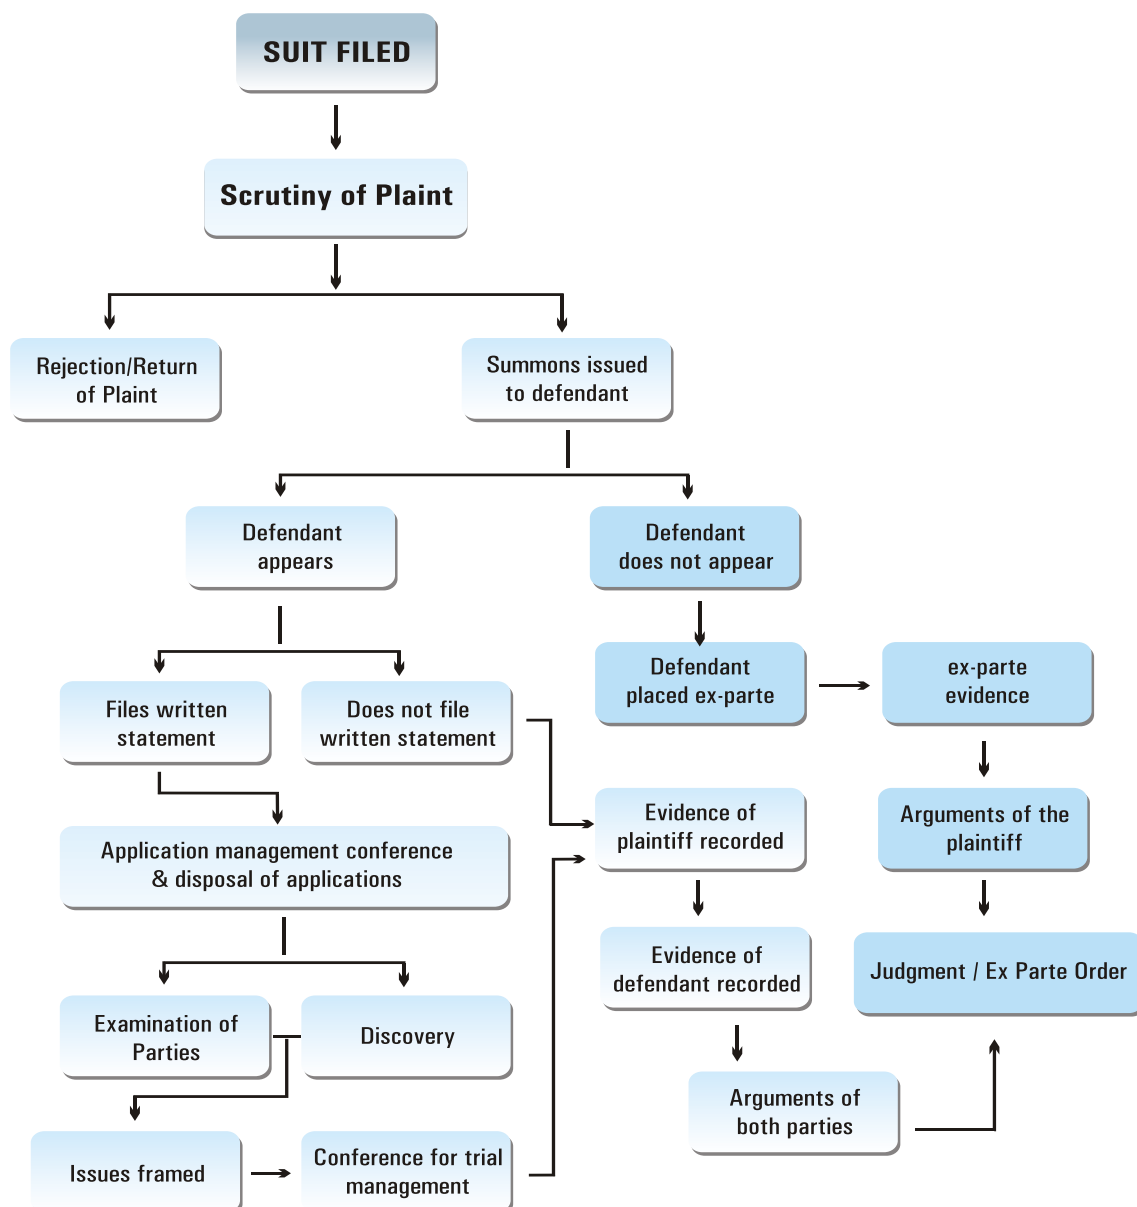 SUIT FILED
Scrutiny of Plaint
Rejection/Return
of Plaint
Summons issued
to defendant
Defendant
appears
Defendant
does not appear
Files written
statement
Does not file
written statement
Defendant
placed ex-parte
ex-parte
evidence
Application management conference
& disposal of applications
Evidence of
plaintiff recorded
Arguments of the
plaintiff
Evidence of
defendant recorded
Judgment / Ex Parte Order
Examination of
Parties
Discovery
Arguments of
both parties
Issues framed
Conference for trial
management